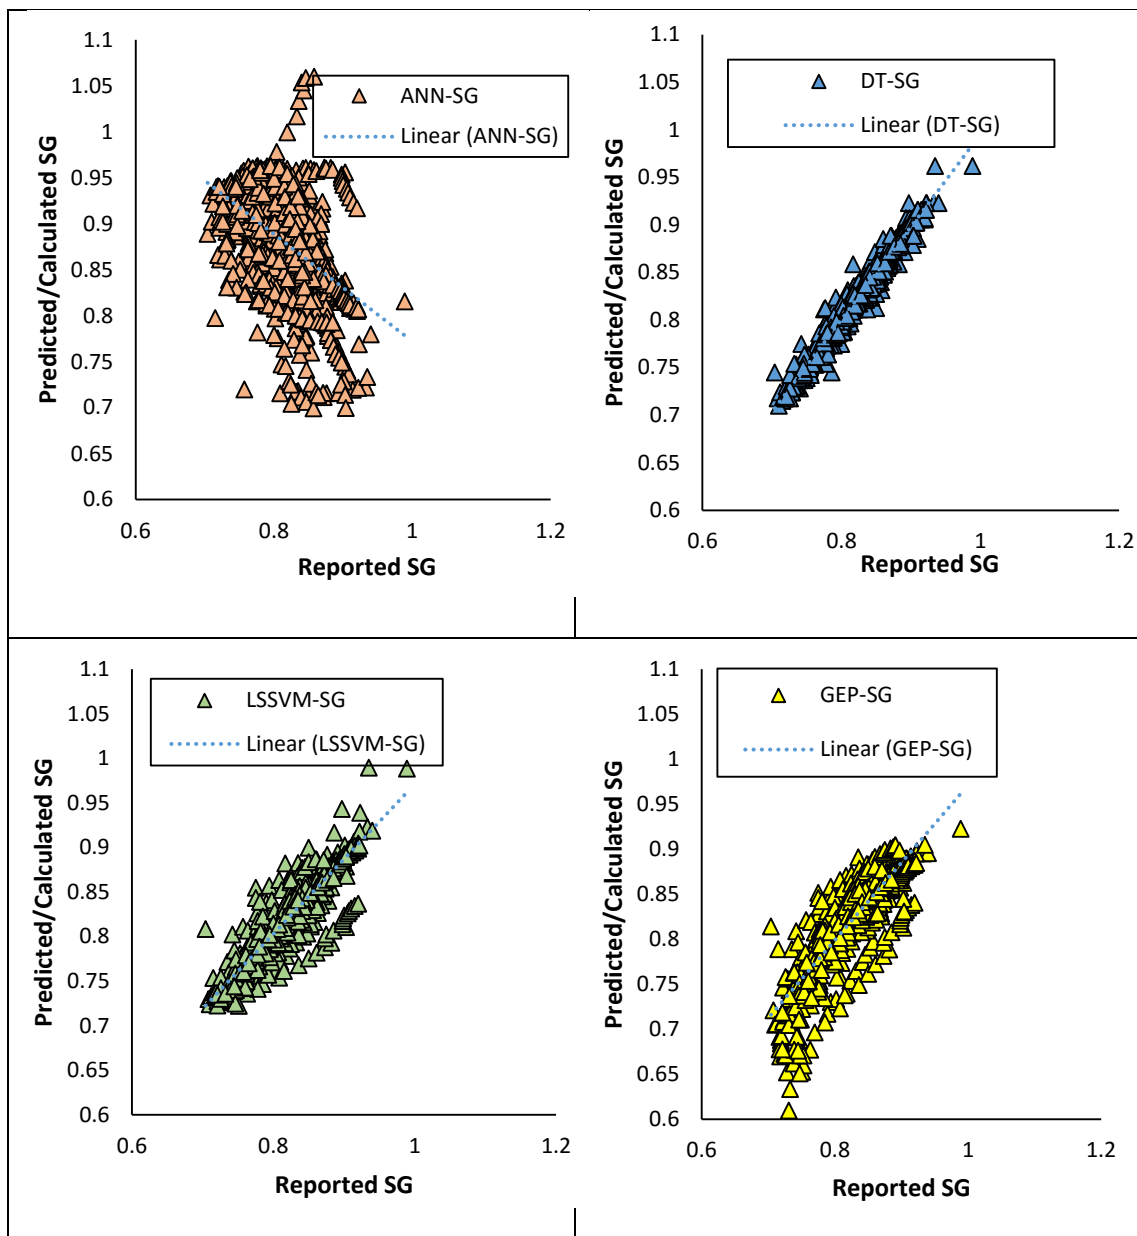 1.1
1.05
1
0.95
0.9
0.85
0.8
0.75
0.7
0.65
0.6
Predicted/Calculated SG
ANN-SG
Linear (ANN-SG)
0.6 0.8 1 1.2
Reported SG
1.1
1.05
1
0.95
0.9
0.85
0.8
0.75
0.7
0.65
0.6
Predicted/Calculated SG
DT-SG
Linear (DT-SG)
0.6 0.8 1 1.2
Reported SG
1.1
1.05
1
0.95
0.9
0.85
0.8
0.75
0.7
0.65
0.6
Predicted/Calculated SG
LSSVM-SG
Linear (LSSVM-SG)
0.6 0.8 1 1.2
Reported SG
1.1
1.05
1
0.95
0.9
0.85
0.8
0.75
0.7
0.65
0.6
Predicted/Calculated SG
GEP-SG
Linear (GEP-SG)
0.6 0.8 1 1.2
Reported SG